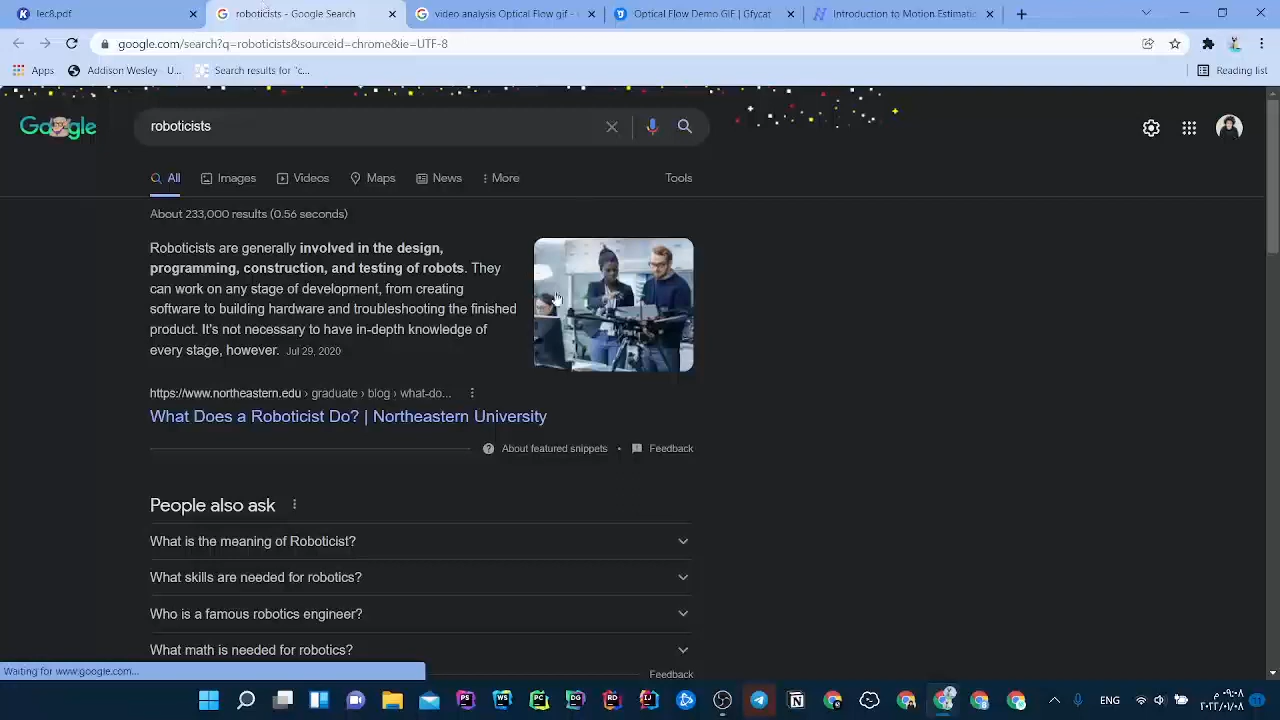 lec8.pdf
roboticists - Google Search
video analysis Optical Flow gif -
Optical Flow Demo GIF | Gfycat
Introduction to Motion Estimatic
google.com/search?q=roboticists&sourceid=chrome&ie=UTF-8
Apps
Addison Wesley - U...
Search results for "c...
Reading list
Google
roboticists
All
Images
Videos
Maps
News
More
Tools
About 233,000 results (0.56 seconds)
Roboticists are generally involved in the design,
programming, construction, and testing of robots. They
can work on any stage of development, from creating
software to building hardware and troubleshooting the finished
product. It's not necessary to have in-depth knowledge of
every stage, however. Jul 29, 2020
https://www.northeastern.edu › graduate › blog › what-do...
What Does a Roboticist Do? | Northeastern University
About featured snippets • Feedback
People also ask
What is the meaning of Roboticist?
What skills are needed for robotics?
Who is a famous robotics engineer?
What math is needed for robotics?
Feedback
Waiting for www.google.com...
PS
WS
PC
RD
IJ
ENG